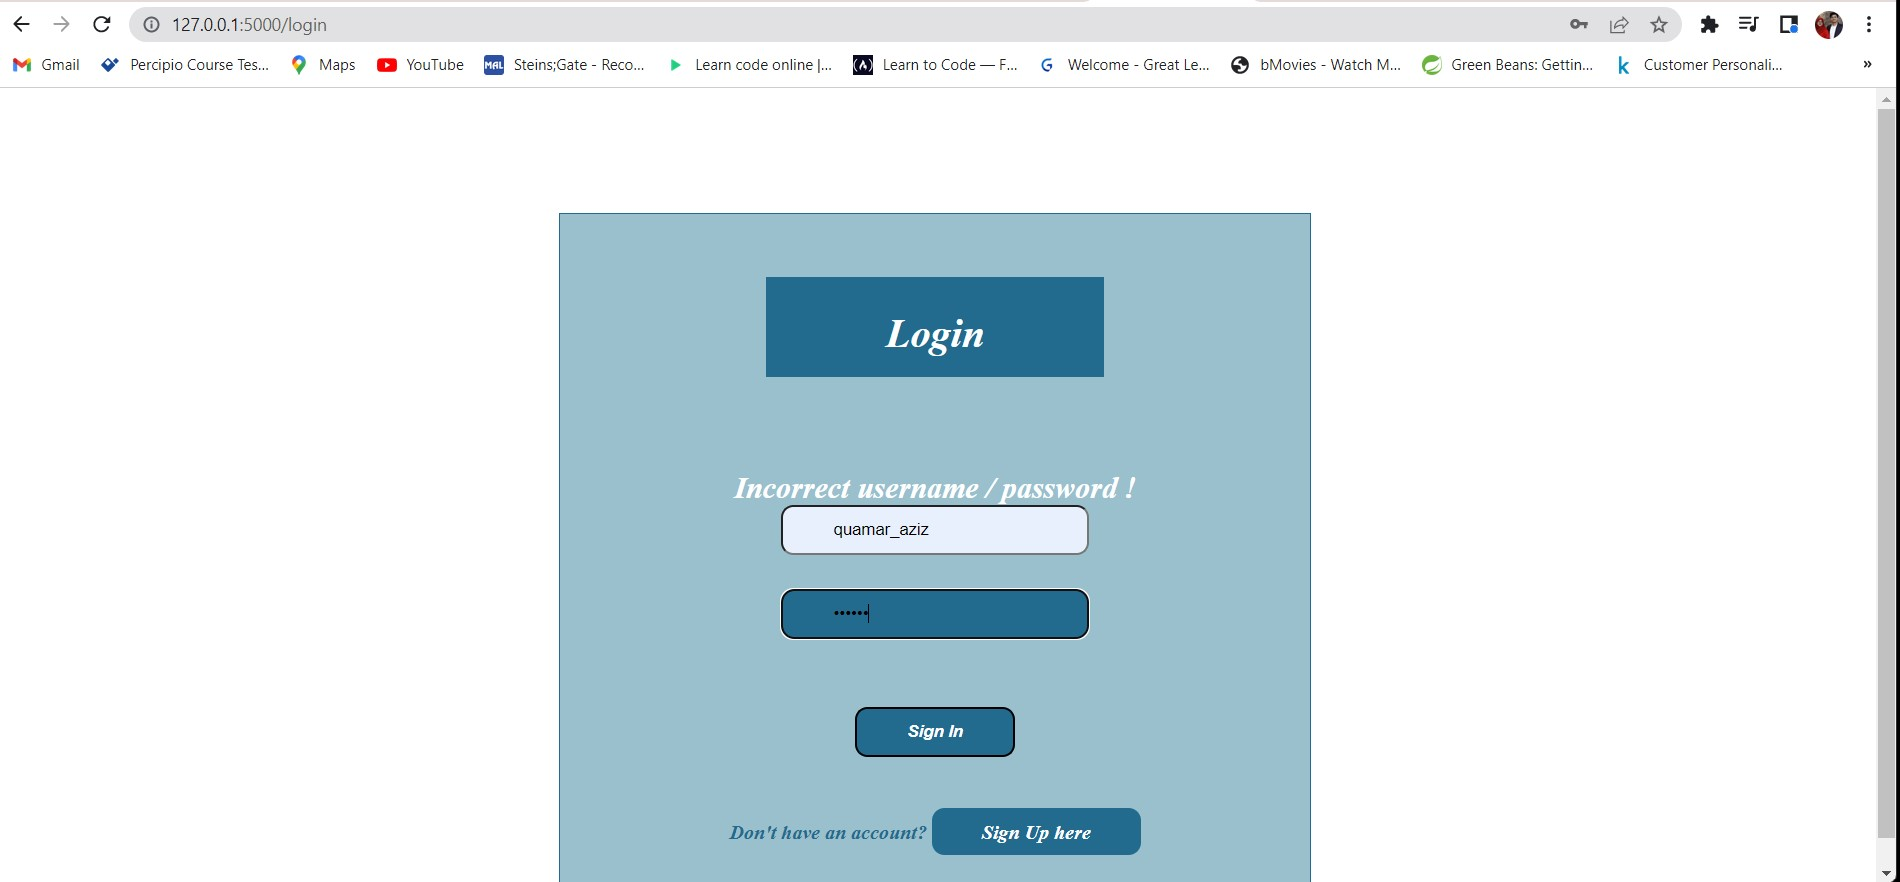 127.0.0.1:5000/login
Gmail Percipio Course Tes... Maps YouTube MAL Steins;Gate - Reco... Learn code online |... Learn to Code — F... G Welcome - Great Le... bMovies - Watch M... Green Beans: Gettin... k Customer Personali... »
Login
Incorrect username / password !
quamar_aziz
••••••
Sign In
Don't have an account? Sign Up here